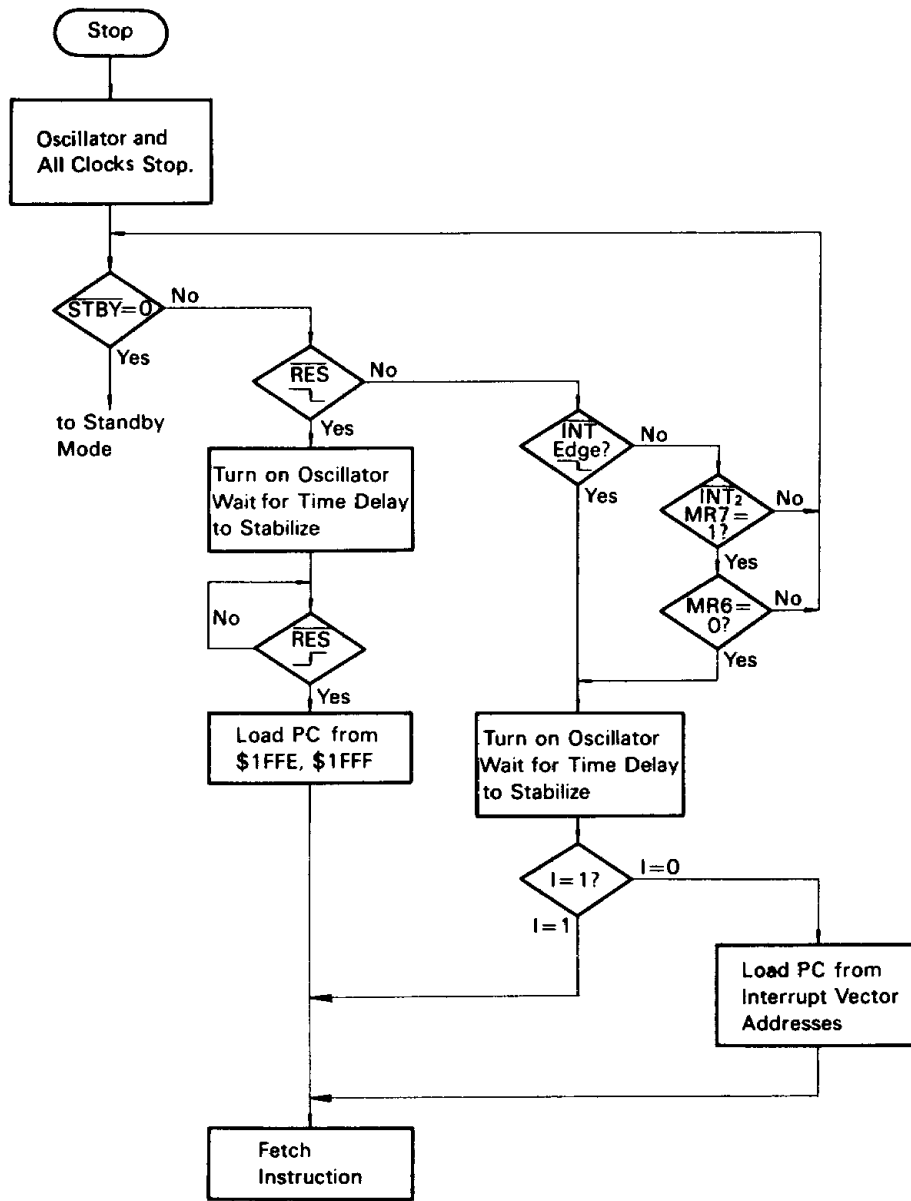 Stop
Oscillator and
All Clocks Stop.
STBY=0
No
Yes
to Standby
Mode
RES
No
Yes
INT
Edge?
No
Yes
INT2
MR7=
1?
No
Yes
MR6=
0?
No
Yes
Turn on Oscillator
Wait for Time Delay
to Stabilize
No
RES
Yes
Load PC from
$1FFE, $1FFF
Turn on Oscillator
Wait for Time Delay
to Stabilize
I=1?
I=0
I=1
Load PC from
Interrupt Vector
Addresses
Fetch
Instruction